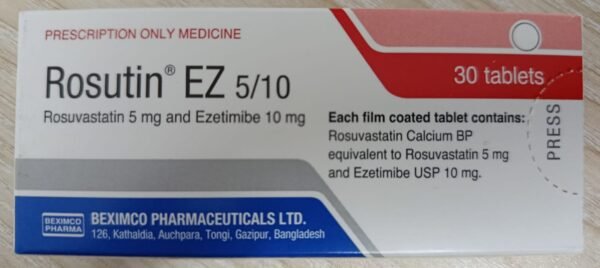 PRESCRIPTION ONLY MEDICINE
Rosutin® EZ 5/10
Rosuvastatin 5 mg and Ezetimibe 10 mg
30 tablets
Each film coated tablet contains:
Rosuvastatin Calcium BP
equivalent to Rosuvastatin 5 mg
and Ezetimibe USP 10 mg.
PRESS
BEXIMCO
PHARMA
BEXIMCO PHARMACEUTICALS LTD.
126, Kathaldia, Auchpara, Tongi, Gazipur, Bangladesh